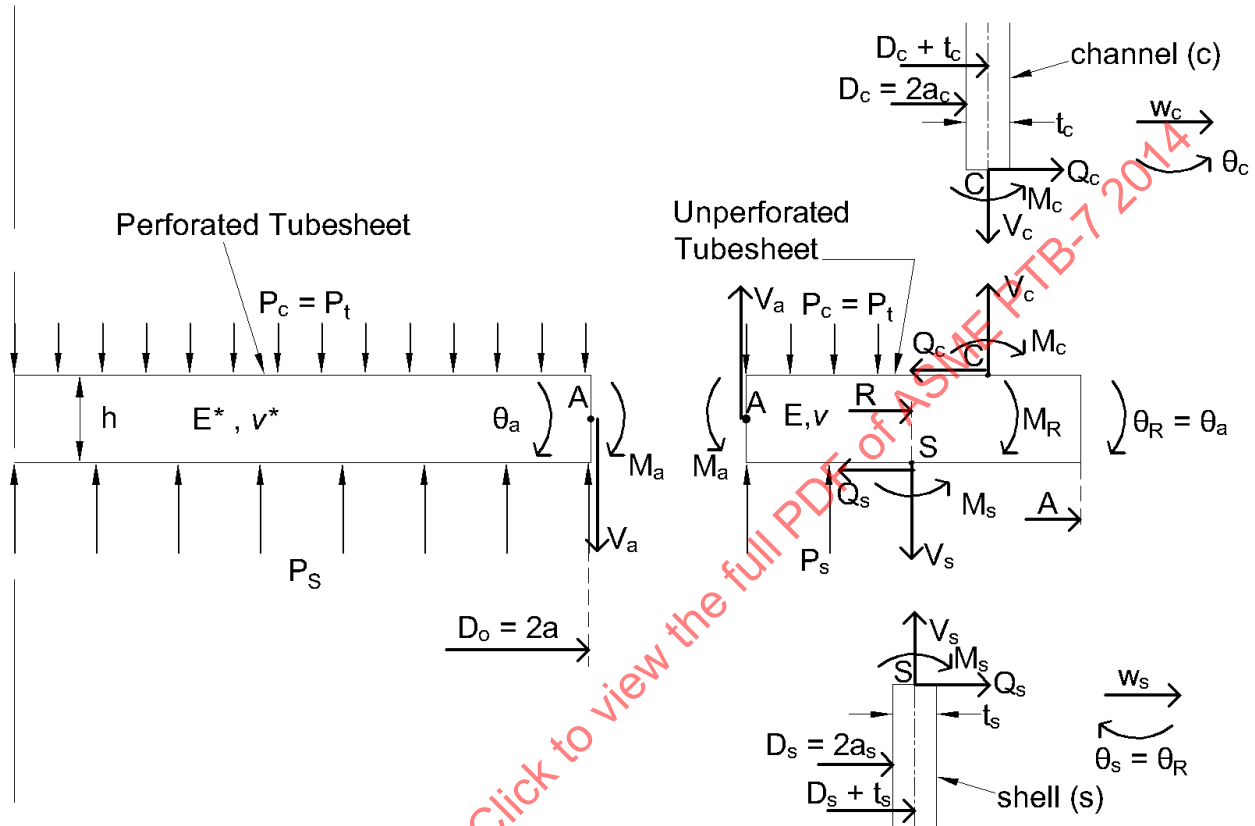 D_c + t_c
channel (c)
D_c = 2a_c
t_c
w_c
θ_c
C
Q_c
M_c
V_c
Perforated Tubesheet
Unperforated
Tubesheet
P_c = P_t
V_a
P_c = P_t
V_c
Q_c
C
M_c
h
E* , ν*
θ_a
A
M_a
V_a
A
E,ν
R
M_R
θ_R = θ_a
M_a
S
Q_s
M_s
A
V_s
P_S
P_s
D_o = 2a
V_s
M_s
S
Q_s
w_s
t_s
D_s = 2a_s
θ_s = θ_R
D_s + t_s
shell (s)
Click to view the full PDF of ASME PTB-7 2014